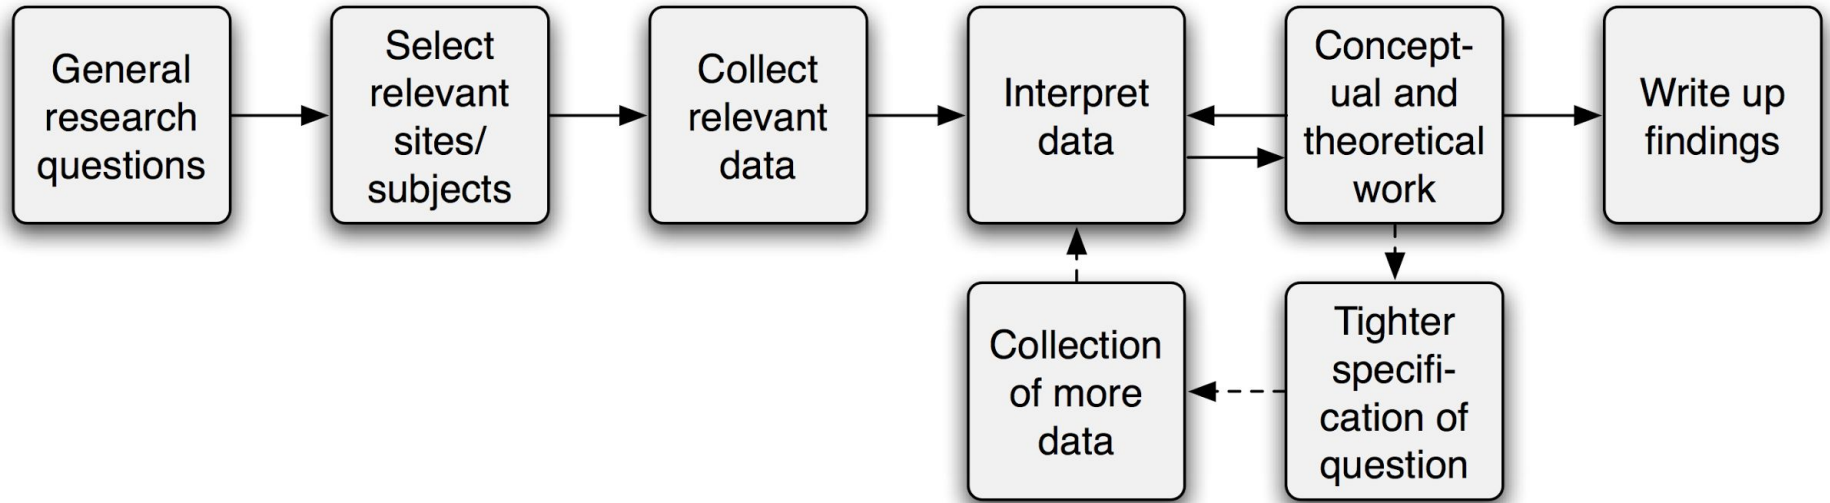 General
research
questions
Select
relevant
sites/
subjects
Collect
relevant
data
Interpret
data
Concept-
ual and
theoretical
work
Write up
findings
Collection
of more
data
Tighter
specifi-
cation of
question